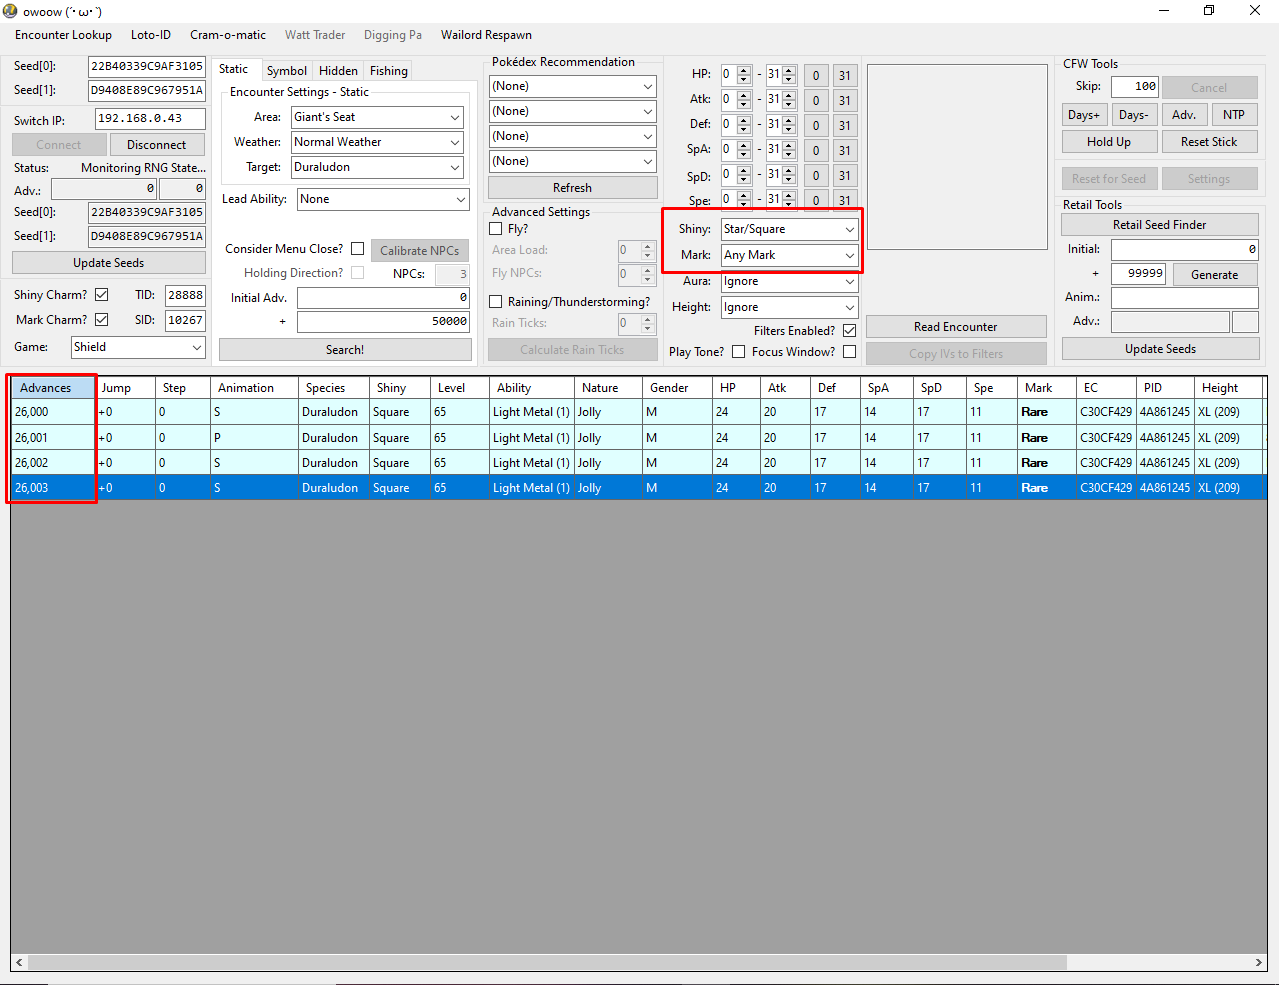 owoow (´･ω･`)
Encounter Lookup Loto-ID Cram-o-matic Watt Trader Digging Pa Wailord Respawn
Seed[0]: 22B40339C9AF3105
Seed[1]: D9408E89C967951A
Switch IP: 192.168.0.43
Connect Disconnect
Status: Monitoring RNG State...
Adv.: 0 0
Seed[0]: 22B40339C9AF3105
Seed[1]: D9408E89C967951A
Update Seeds
Shiny Charm? TID: 28888
Mark Charm? SID: 10267
Game: Shield
Static Symbol Hidden Fishing
Encounter Settings - Static
Area: Giant's Seat
Weather: Normal Weather
Target: Duraludon
Lead Ability: None
Consider Menu Close? Calibrate NPCs
Holding Direction? NPCs: 3
Initial Adv. 0
+ 50000
Search!
Pokédex Recommendation
(None)
(None)
(None)
(None)
Refresh
Advanced Settings
Fly?
Area Load: 0
Fly NPCs: 0
Raining/Thunderstorming?
Rain Ticks: 0
Calculate Rain Ticks
HP: 0 - 31 0 31
Atk: 0 - 31 0 31
Def: 0 - 31 0 31
SpA: 0 - 31 0 31
SpD: 0 - 31 0 31
Spe: 0 - 31 0 31
Shiny: Star/Square
Mark: Any Mark
Aura: Ignore
Height: Ignore
Filters Enabled?
Play Tone? Focus Window?
Read Encounter
Copy IVs to Filters
CFW Tools
Skip: 100 Cancel
Days+ Days- Adv. NTP
Hold Up Reset Stick
Reset for Seed Settings
Retail Tools
Retail Seed Finder
Initial: 0
+ 99999 Generate
Anim.:
Adv.:
Update Seeds
Advances Jump Step Animation Species Shiny Level Ability Nature Gender HP Atk Def SpA SpD Spe Mark EC PID Height
26,000 +0 0 S Duraludon Square 65 Light Metal (1) Jolly M 24 20 17 14 17 11 Rare C30CF429 4A861245 XL (209)
26,001 +0 0 P Duraludon Square 65 Light Metal (1) Jolly M 24 20 17 14 17 11 Rare C30CF429 4A861245 XL (209)
26,002 +0 0 S Duraludon Square 65 Light Metal (1) Jolly M 24 20 17 14 17 11 Rare C30CF429 4A861245 XL (209)
26,003 +0 0 S Duraludon Square 65 Light Metal (1) Jolly M 24 20 17 14 17 11 Rare C30CF429 4A861245 XL (209)